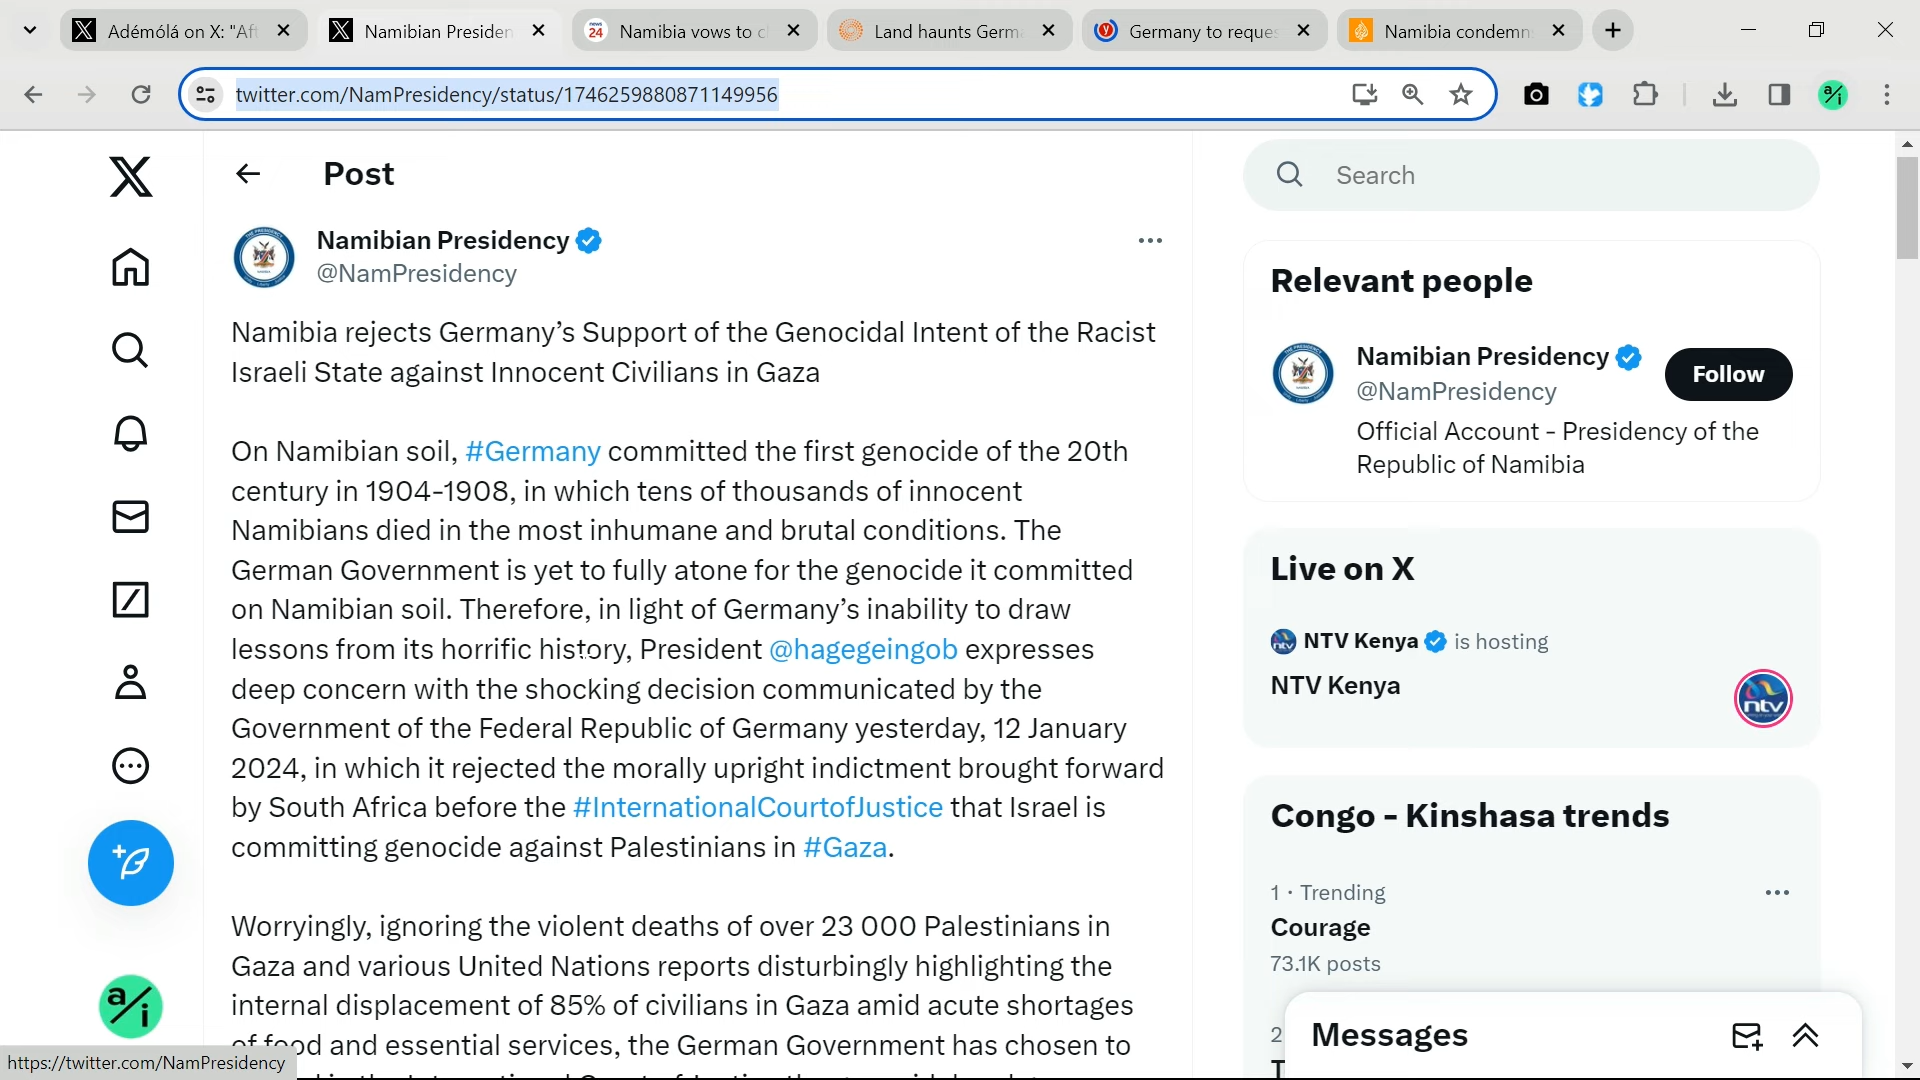 Adémólá on X: "Aft
Namibian Presiden
Namibia vows to c
Land haunts Germ
Germany to reques
Namibia condemn
twitter.com/NamPresidency/status/1746259880871149956
Post
Namibian Presidency
@NamPresidency
Namibia rejects Germany’s Support of the Genocidal Intent of the Racist
Israeli State against Innocent Civilians in Gaza
On Namibian soil, #Germany committed the first genocide of the 20th
century in 1904-1908, in which tens of thousands of innocent
Namibians died in the most inhumane and brutal conditions. The
German Government is yet to fully atone for the genocide it committed
on Namibian soil. Therefore, in light of Germany’s inability to draw
lessons from its horrific history, President @hagegeingob expresses
deep concern with the shocking decision communicated by the
Government of the Federal Republic of Germany yesterday, 12 January
2024, in which it rejected the morally upright indictment brought forward
by South Africa before the #InternationalCourtofJustice that Israel is
committing genocide against Palestinians in #Gaza.
Worryingly, ignoring the violent deaths of over 23 000 Palestinians in
Gaza and various United Nations reports disturbingly highlighting the
internal displacement of 85% of civilians in Gaza amid acute shortages
of food and essential services, the German Government has chosen to
https://twitter.com/NamPresidency
Search
Relevant people
Namibian Presidency
@NamPresidency
Follow
Official Account - Presidency of the
Republic of Namibia
Live on X
NTV Kenya is hosting
NTV Kenya
ntv
Congo - Kinshasa trends
1 · Trending
Courage
73.1K posts
2
Messages
a/i